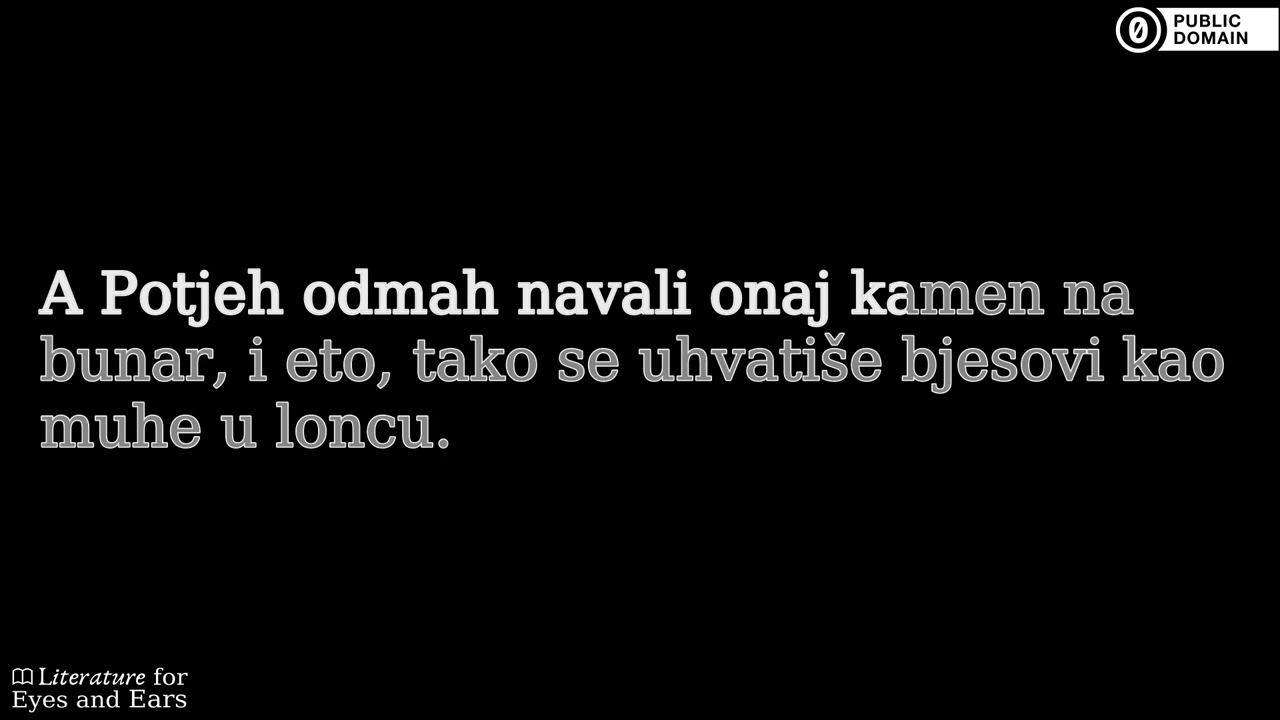 PUBLIC
DOMAIN
A Potjeh odmah navali onaj kamen na
bunar, i eto, tako se uhvatiše bjesovi kao
muhe u loncu.
Literature for
Eyes and Ears